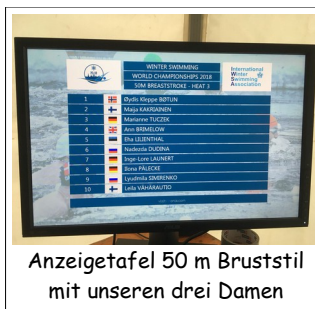 WINTER SWIMMING
WORLD CHAMPIONSHIPS 2018
50M BREASTSTROKE - HEAT 3
International
Winter
Swimming
Association
1 Øydis Kleppe BØTUN
2 Maija KAKRIAINEN
3 Marianne TUCZEK
4 Ann BRIMELOW
5 Eha LILIENTHAL
6 Nadezda DUDINA
7 Inge-Lore LAUNERT
8 Ilona PÄLECKE
9 Lyudmila SIMIRENKO
10 Leila VÄHÄRAUTIO
Anzeigetafel 50 m Bruststil
mit unseren drei Damen